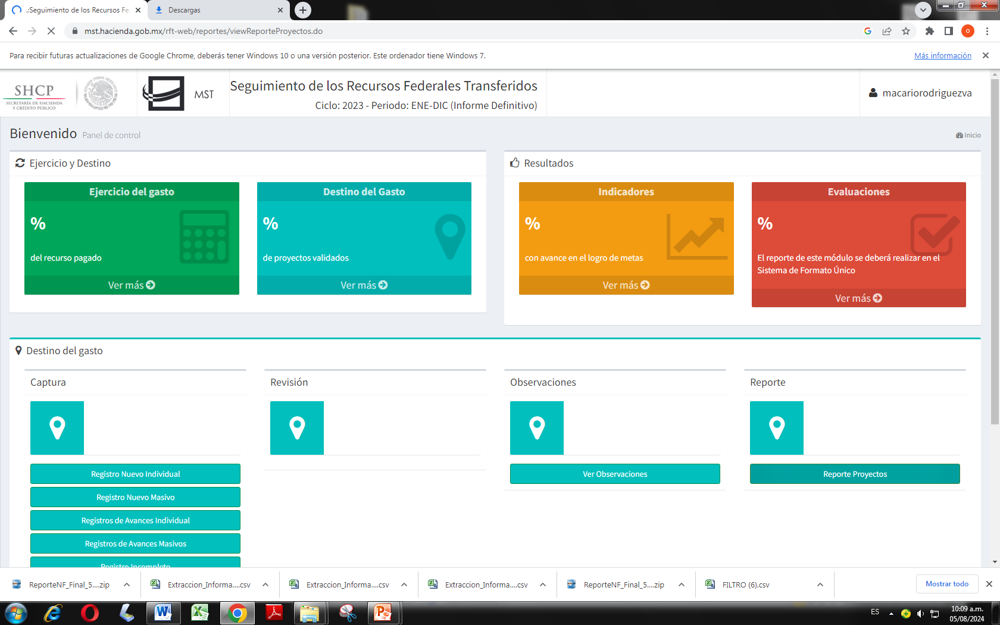 .:Seguimiento de los Recursos Fe
Descargas
mst.hacienda.gob.mx/rft-web/reportes/viewReporteProyectos.do
Para recibir futuras actualizaciones de Google Chrome, deberás tener Windows 10 o una versión posterior. Este ordenador tiene Windows 7.
Más información
SHCP
SECRETARÍA DE HACIENDA
Y CRÉDITO PÚBLICO
ESTADOS UNIDOS MEXICANOS
MST
Seguimiento de los Recursos Federales Transferidos
Ciclo: 2023 - Periodo: ENE-DIC (Informe Definitivo)
macariorodriguezva
Bienvenido Panel de control
Inicio
Ejercicio y Destino
Resultados
Ejercicio del gasto
%
del recurso pagado
Ver más
Destino del Gasto
%
de proyectos validados
Ver más
Indicadores
%
con avance en el logro de metas
Ver más
Evaluaciones
%
El reporte de este módulo se deberá realizar en el
Sistema de Formato Único
Ver más
Destino del gasto
Captura
Registro Nuevo Individual
Registro Nuevo Masivo
Registros de Avances Individual
Registros de Avances Masivos
Registro Incompleto
Revisión
Observaciones
Ver Observaciones
Reporte
Reporte Proyectos
ReporteNF_Final_5....zip
Extraccion_Informa....csv
Extraccion_Informa....csv
Extraccion_Informa....csv
ReporteNF_Final_5....zip
FILTRO (6).csv
Mostrar todo
ES
10:09 a.m.
05/08/2024